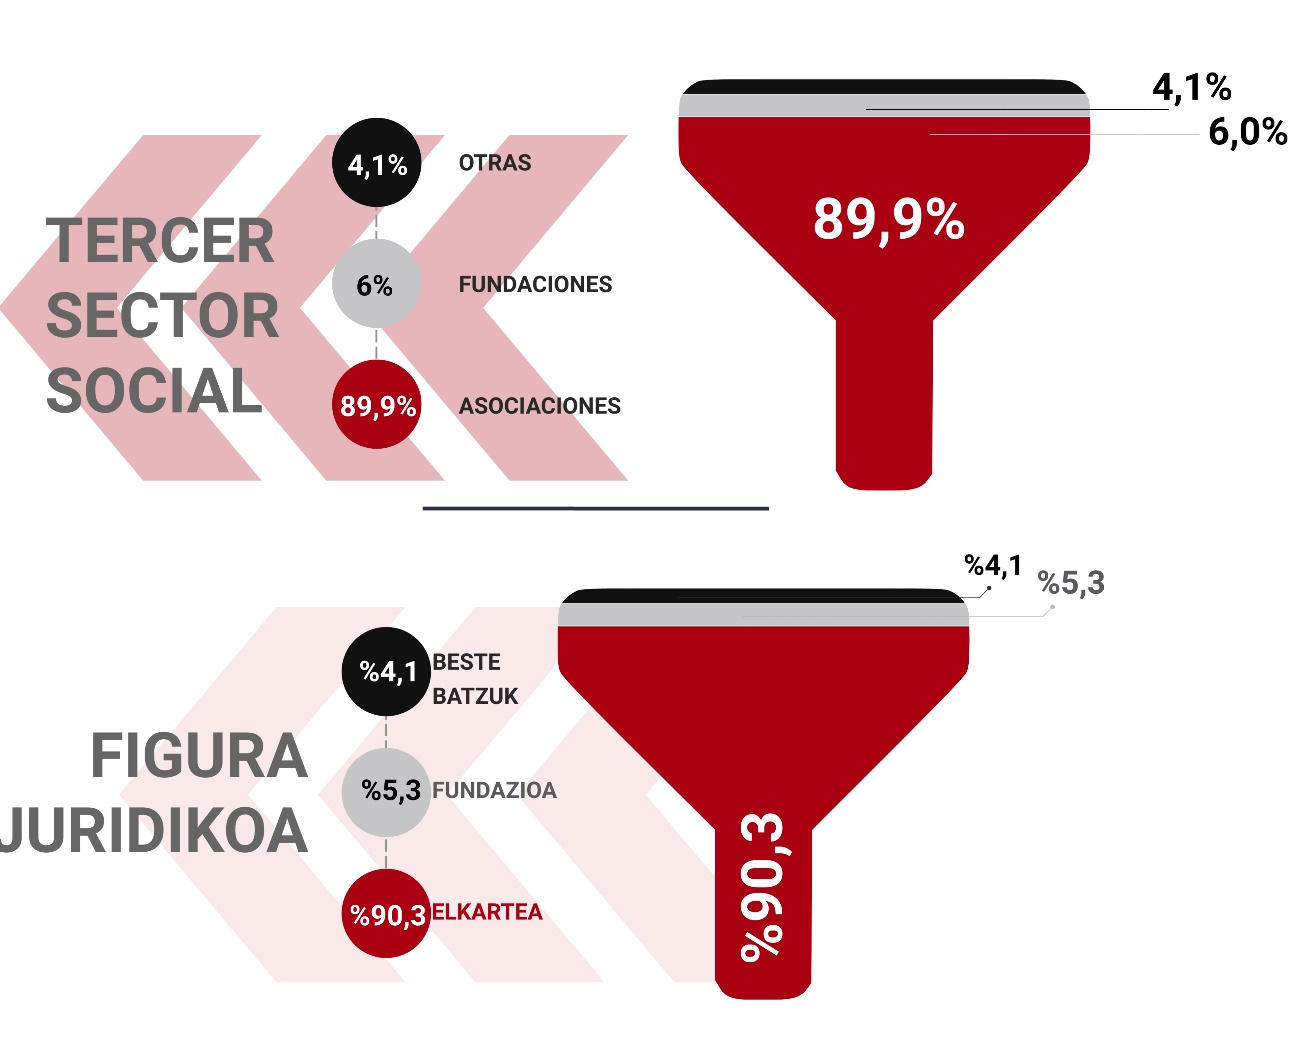 TERCER
SECTOR
SOCIAL
4,1%
OTRAS
6%
FUNDACIONES
89,9%
ASOCIACIONES
4,1%
6,0%
89,9%
FIGURA
JURIDIKOA
%4,1
BESTE
BATZUK
%5,3
FUNDAZIOA
%90,3
ELKARTEA
%4,1
%5,3
%90,3